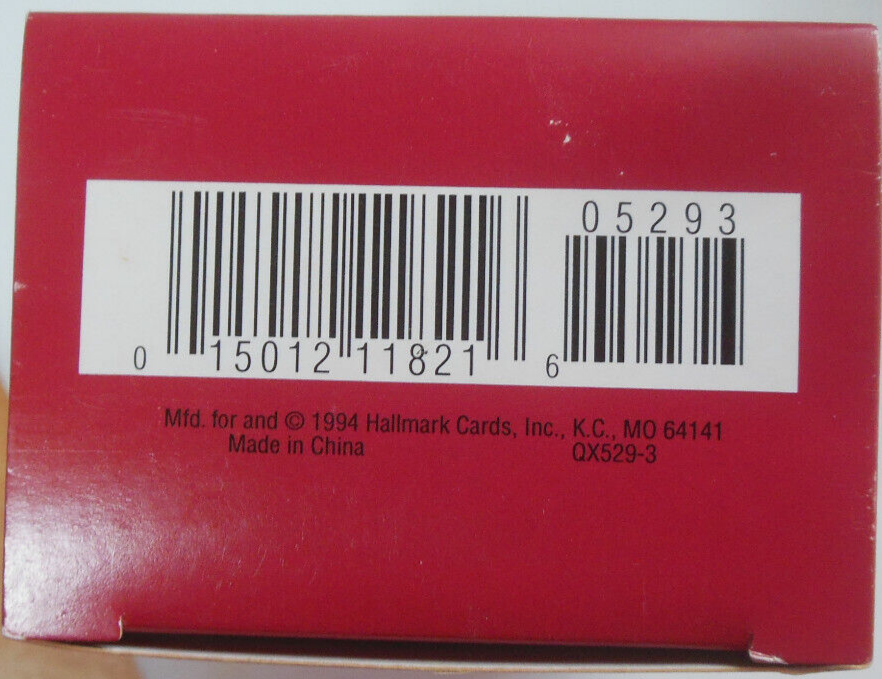 05293
0 15012 11821 6
Mfd. for and © 1994 Hallmark Cards, Inc., K.C., MO 64141
Made in China QX529-3